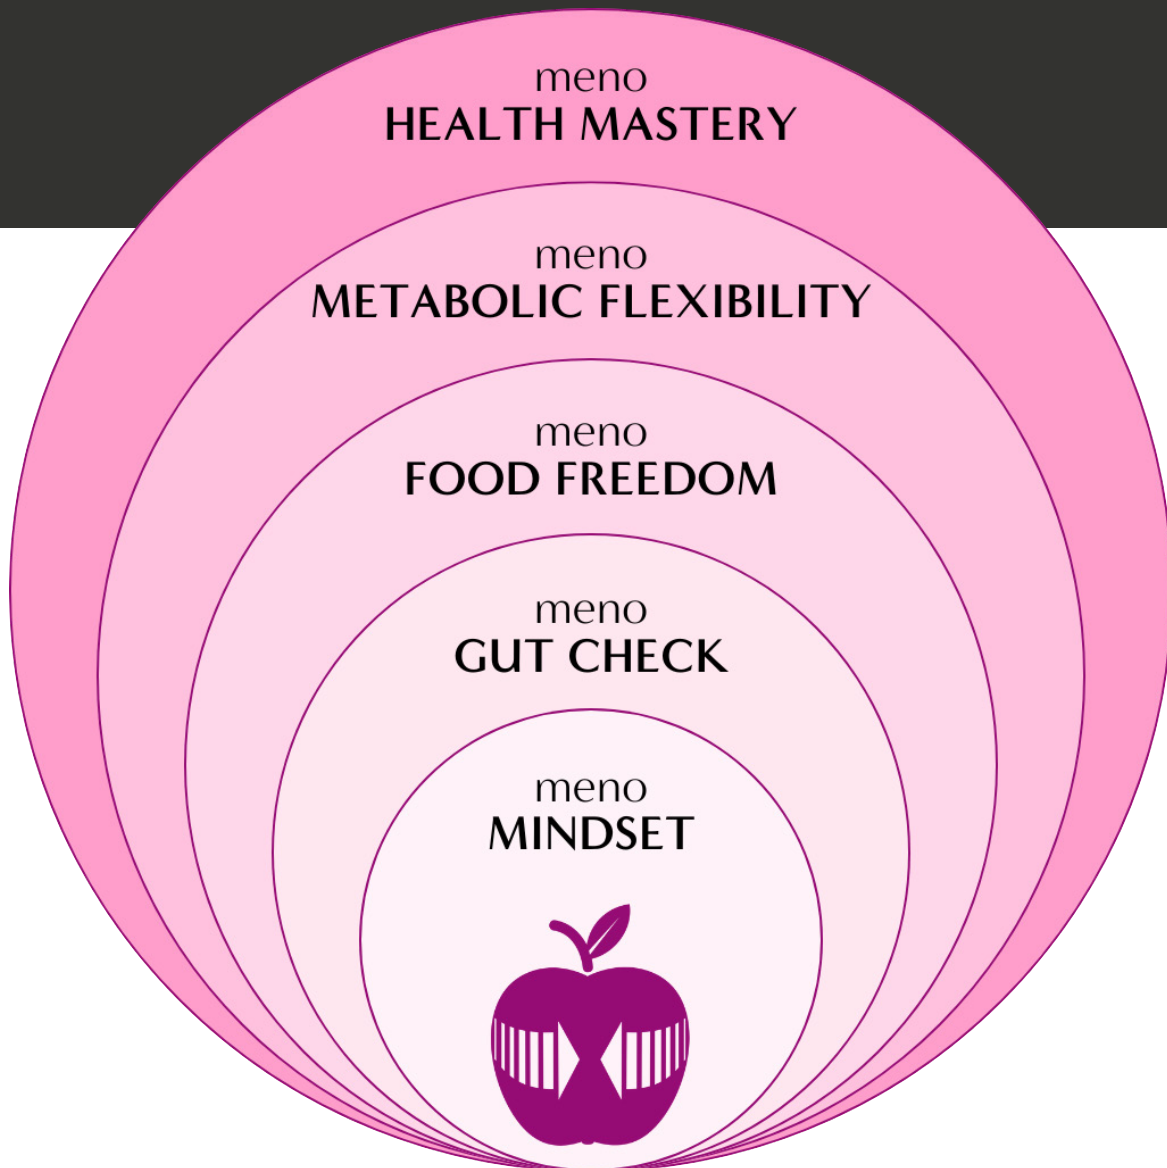 meno
HEALTH MASTERY
meno
METABOLIC FLEXIBILITY
meno
FOOD FREEDOM
meno
GUT CHECK
meno
MINDSET